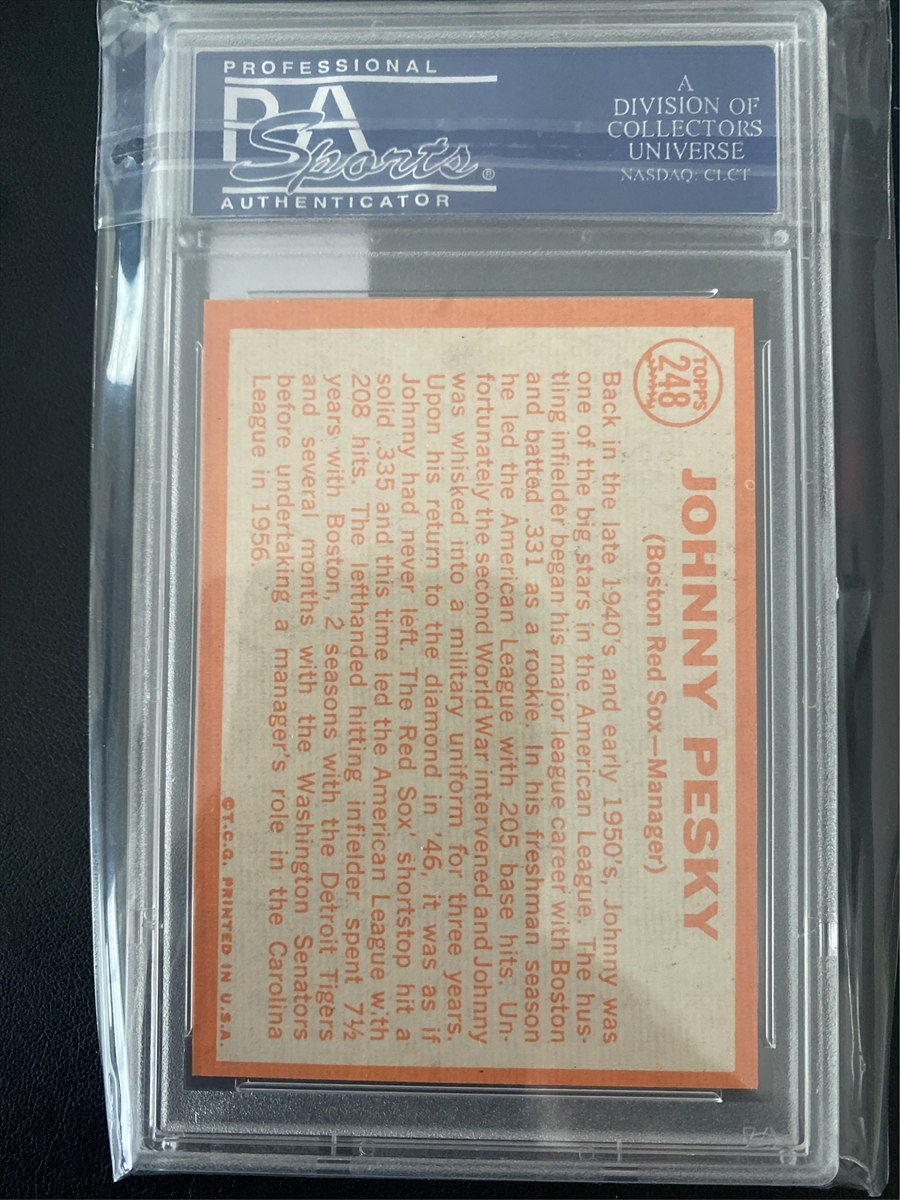 PROFESSIONAL
PSA
Sports®
AUTHENTICATOR
A
DIVISION OF
COLLECTORS
UNIVERSE
NASDAQ: CLCT
TOPPS
248
JOHNNY PESKY
(Boston Red Sox—Manager)
Back in the late 1940's and early 1950's, Johnny was
one of the big stars in the American League. The hus-
tling infielder began his major league career with Boston
and batted .331 as a rookie. In his freshman season
he led the American League with 205 base hits. Un-
fortunately the second World War intervened and Johnny
was whisked into a military uniform for three years.
Upon his return to the diamond in '46, it was as if
Johnny had never left. The Red Sox' shortstop hit a
solid .335 and this time led the American League with
208 hits. The lefthanded hitting infielder spent 7½
years with Boston, 2 seasons with the Detroit Tigers
and several months with the Washington Senators
before undertaking a manager's role in the Carolina
League in 1956.
©T.C.G. PRINTED IN U.S.A.